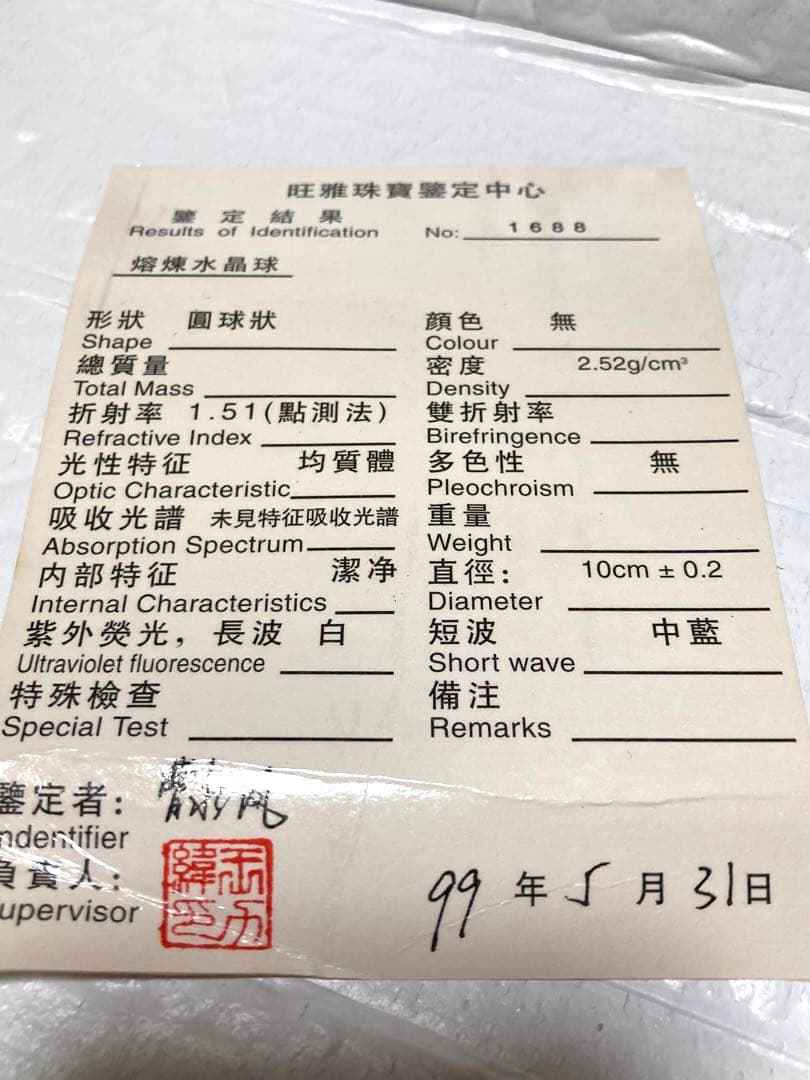 旺雅珠寶鑒定中心
鑒定結果
Results of Identification No: 1688
熔煉水晶球
形狀 圓球狀 顏色 無
Shape Colour
總質量 密度 2.52g/cm³
Total Mass Density
折射率 1.51(點測法) 雙折射率
Refractive Index Birefringence
光性特征 均質體 多色性 無
Optic Characteristic Pleochroism
吸收光譜 未見特征吸收光譜 重量
Absorption Spectrum Weight
内部特征 潔净 直徑: 10cm ± 0.2
Internal Characteristics Diameter
紫外熒光, 長波 白 短波 中藍
Ultraviolet fluorescence Short wave
特殊檢查 備注
Special Test Remarks
鑒定者:
ndentifier
負責人:
upervisor
99年5月31日